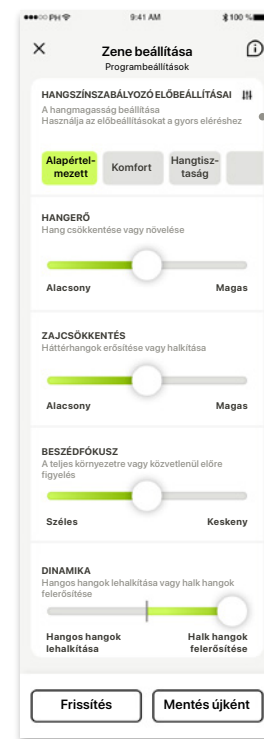 PH 9:41 AM 100 %
Zene beállítása
Programbeállítások
HANGSZÍNSZABÁLYOZÓ ELŐBEÁLLÍTÁSAI
A hangmagasság beállítása
Használja az előbeállításokat a gyors eléréshez
Alapértel-
mezett
Komfort
Hangtisz-
taság
HANGERŐ
Hang csökkentése vagy növelése
Alacsony Magas
ZAJCSÖKKENTÉS
Háttérhangok erősítése vagy halkítása
Alacsony Magas
BESZÉDFÓKUSZ
A teljes környezetre vagy közvetlenül előre
figyelés
Széles Keskeny
DINAMIKA
Hangos hangok lehalkítása vagy halk hangok
felerősítése
Hangos hangok
lehalkítása
Halk hangok
felerősítése
Frissítés Mentés újként